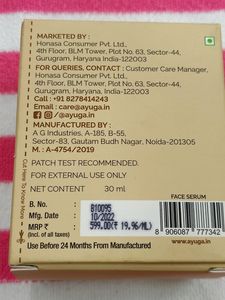 MARKETED BY :
Honasa Consumer Pvt. Ltd.,
4th Floor, BLM Tower, Plot No. 63, Sector-44,
Gurugram, Haryana India-122003
FOR QUERIES, CONTACT : Customer Care Manager,
Honasa Consumer Pvt. Ltd.,
4th Floor, BLM Tower, Plot No. 63, Sector-44,
Gurugram, Haryana India-122003
Call : +91 8278414243
Email : care@ayuga.in
/@ayuga.in
MANUFACTURED BY :
A G Industries, A-185, B-55,
Sector-83, Gautam Budh Nagar, Noida-201305
M.: A-4754/2019
PATCH TEST RECOMMENDED.
FOR EXTERNAL USE ONLY
NET CONTENT 30 ml
FACE SERUM
B. No. : B10095
Mfg. Date : 10/2022
MRP ₹ : 599.00(₹ 19.96/ML)
(Incl. of all taxes)
Use Before 24 Months From Manufactured
www.ayuga.in
8 906087 777342
Cut Here To Know More